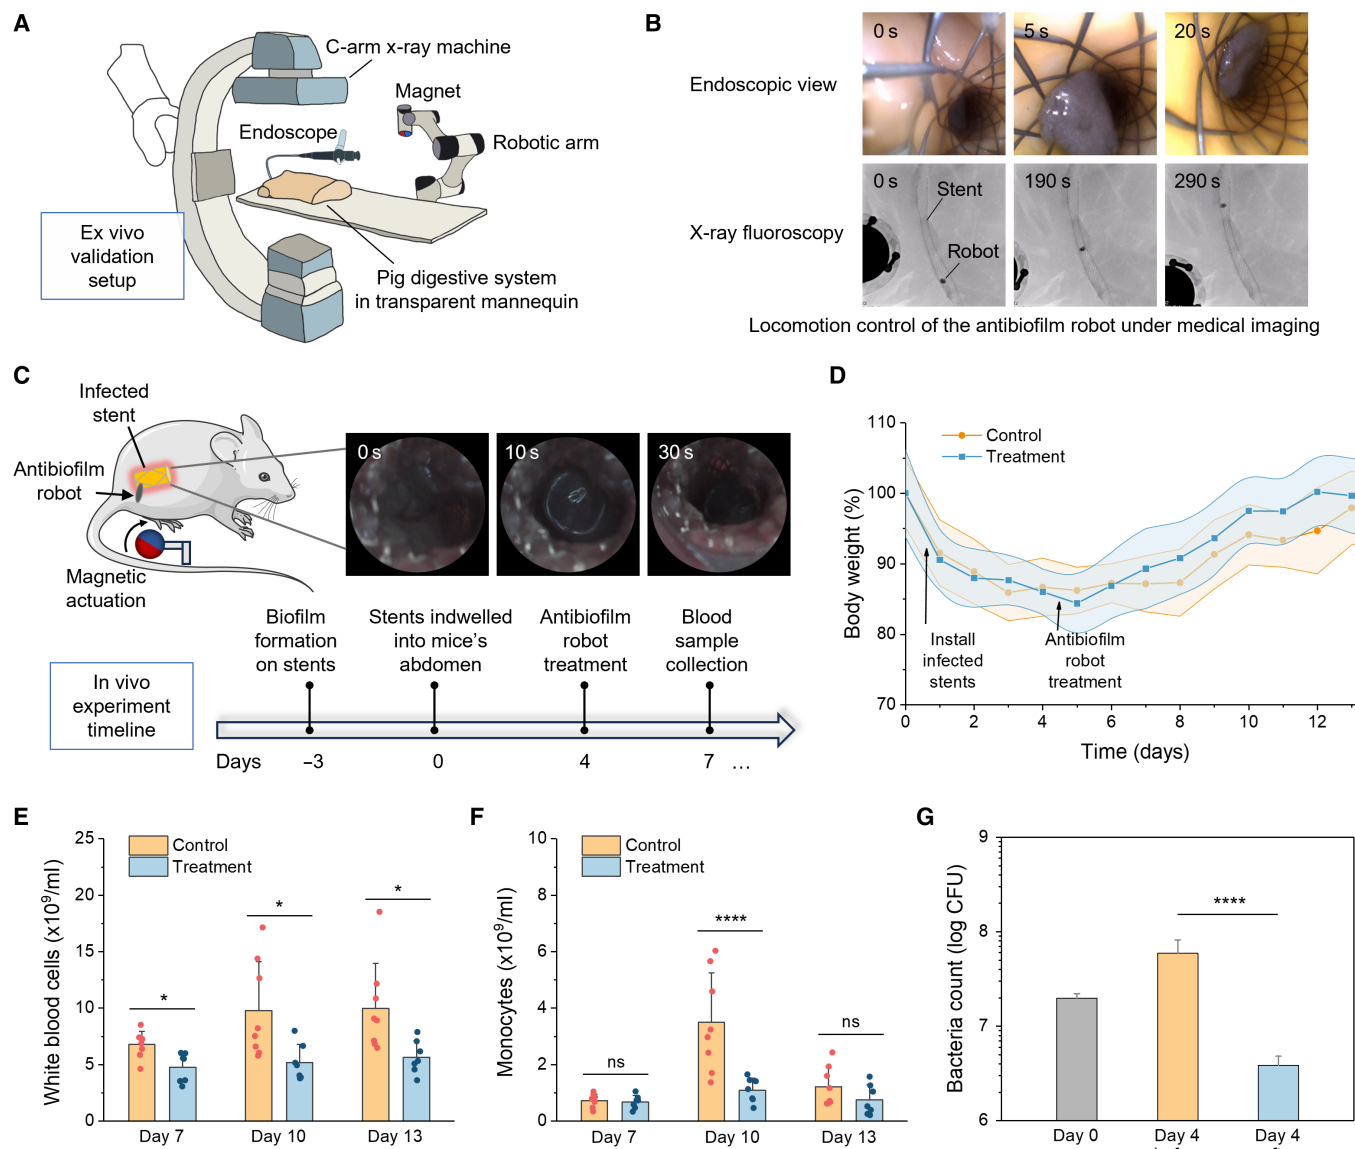 A
C-arm x-ray machine
Magnet
Endoscope
Robotic arm
Ex vivo
validation
setup
Pig digestive system
in transparent mannequin
B
Endoscopic view
0 s
5 s
20 s
X-ray fluoroscopy
0 s
190 s
290 s
Stent
Robot
Locomotion control of the antibiofilm robot under medical imaging
C
Infected
stent
Antibiofilm
robot
Magnetic
actuation
0 s
10 s
30 s
Biofilm
formation
on stents
Stents indwelled
into mice's
abdomen
Antibiofilm
robot
treatment
Blood
sample
collection
In vivo
experiment
timeline
Days
−3
0
4
7
...
D
Body weight (%)
110
100
90
80
70
Control
Treatment
Install
infected
stents
Antibiofilm
robot
treatment
0
2
4
6
8
10
12
Time (days)
E
White blood cells (x10⁹/ml)
25
20
15
10
5
0
Control
Treatment
*
*
*
Day 7
Day 10
Day 13
F
Monocytes (x10⁹/ml)
10
8
6
4
2
0
Control
Treatment
ns
****
ns
Day 7
Day 10
Day 13
G
Bacteria count (log CFU)
9
8
7
6
****
Day 0
Day 4
Day 4